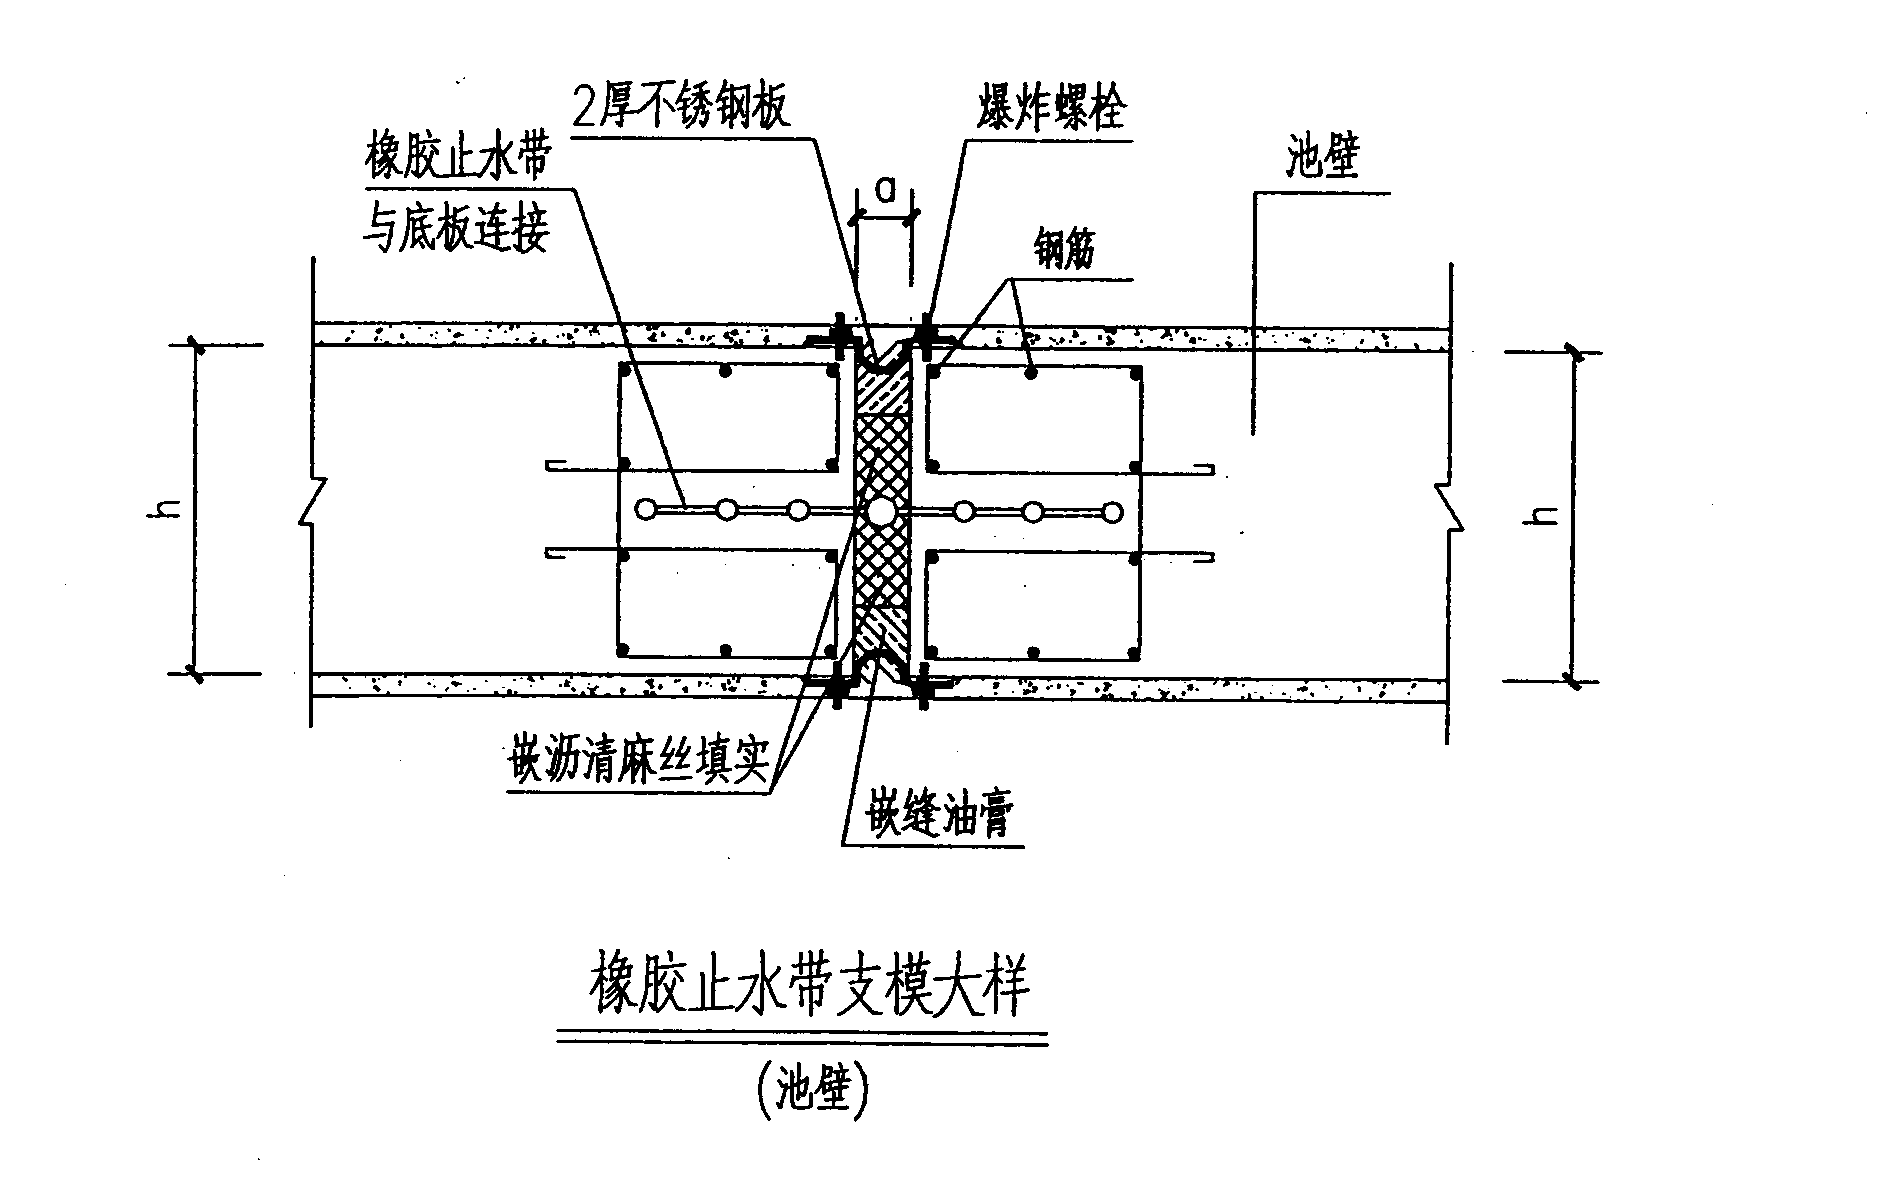 2厚不锈钢板
爆炸螺栓
橡胶止水带
与底板连接
池壁
a
钢筋
h
h
嵌沥清麻丝填实
嵌缝油膏
橡胶止水带支模大样
(池壁)